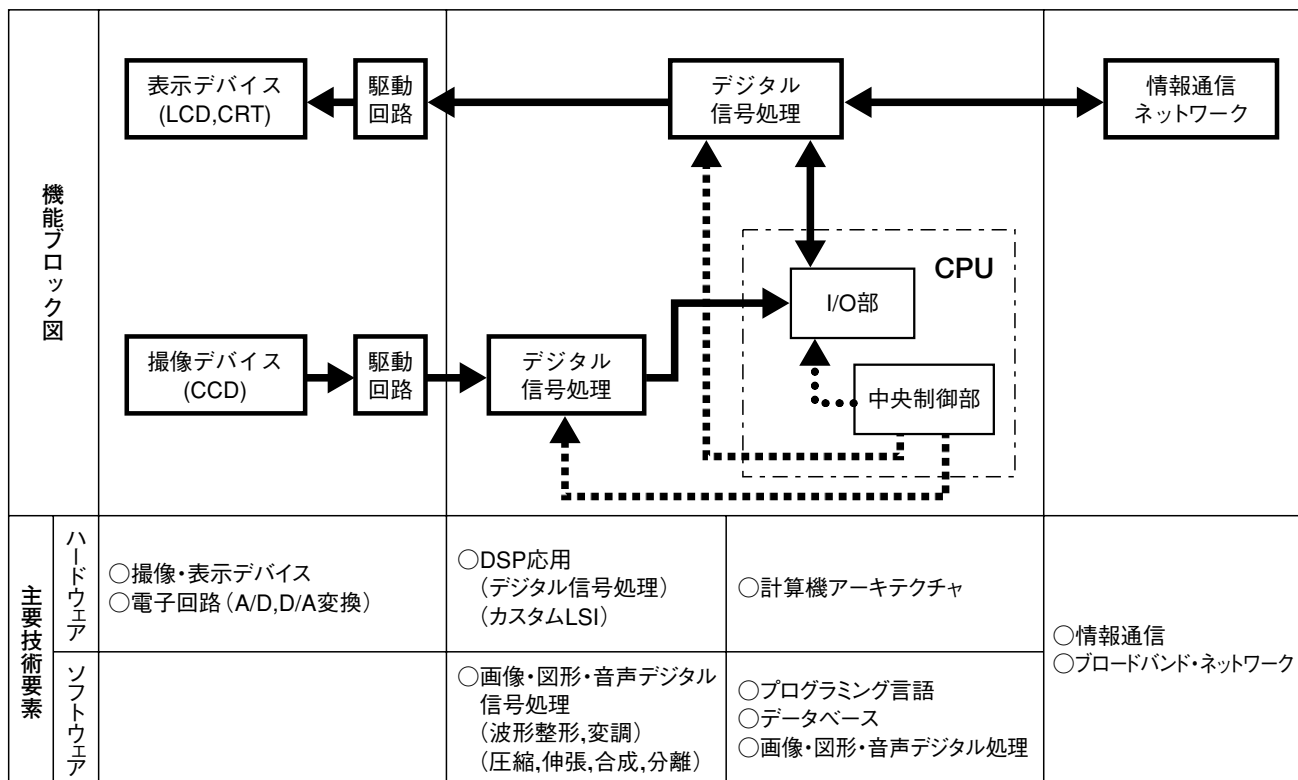 機能ブロック図
表示デバイス
(LCD,CRT)
駆動
回路
デジタル
信号処理
情報通信
ネットワーク
CPU
I/O部
撮像デバイス
(CCD)
駆動
回路
デジタル
信号処理
中央制御部
主要技術要素
ハードウェア
○撮像・表示デバイス
○電子回路(A/D,D/A変換)
○DSP応用
(デジタル信号処理)
(カスタムLSI)
○計算機アーキテクチャ
○情報通信
○ブロードバンド・ネットワーク
ソフトウェア
○画像・図形・音声デジタル
信号処理
(波形整形,変調)
(圧縮,伸張,合成,分離)
○プログラミング言語
○データベース
○画像・図形・音声デジタル処理